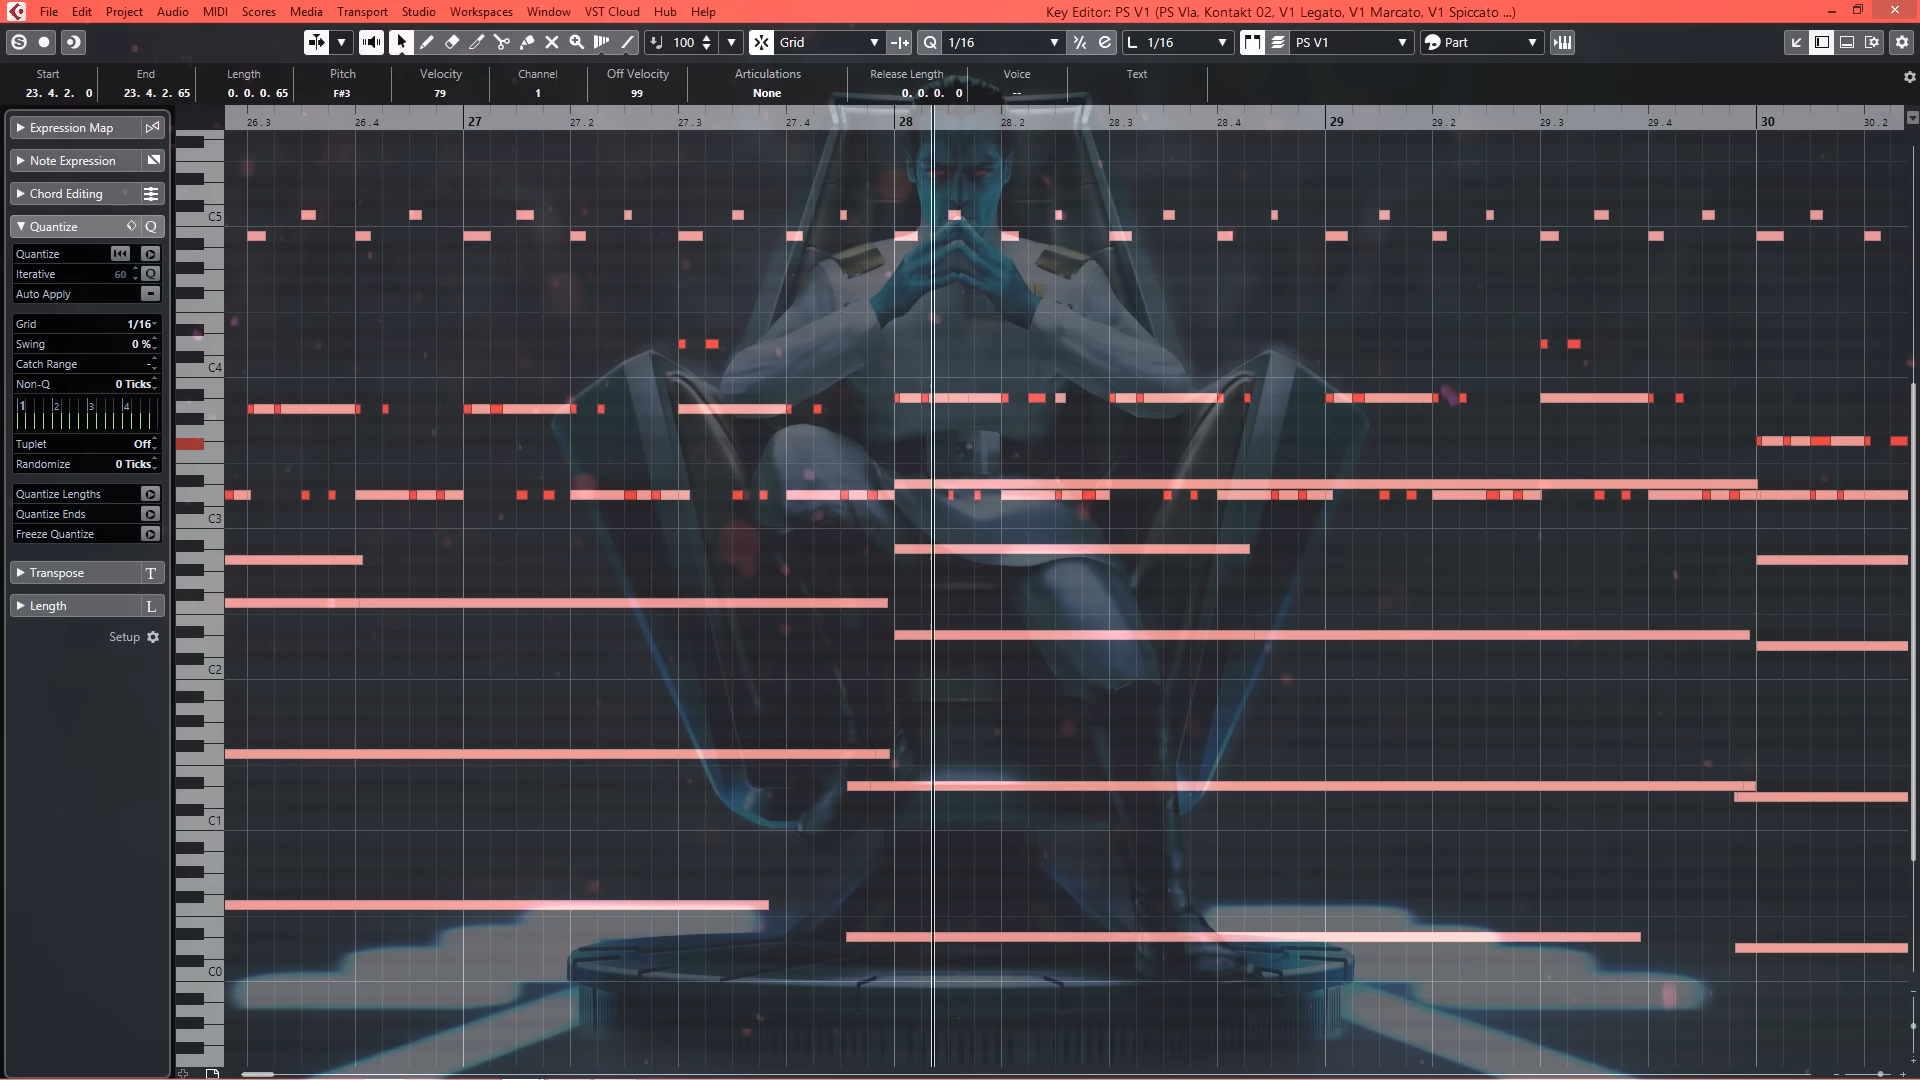 File Edit Project Audio MIDI Scores Media Transport Studio Workspaces Window VST Cloud Hub Help Key Editor: PS V1 (PS Vla, Kontakt 02, V1 Legato, V1 Marcato, V1 Spiccato ...)
S 100 Grid Q 1/16 L 1/16 PS V1 Part
Start End Length Pitch Velocity Channel Off Velocity Articulations Release Length Voice Text
23. 4. 2. 0 23. 4. 2. 65 0. 0. 0. 65 F#3 79 1 99 None 0. 0. 0. 0 --
26.3 26.4 27 27.2 27.3 27.4 28 28.2 28.3 28.4 29 29.2 29.3 29.4 30 30.2
Expression Map
Note Expression
Chord Editing
Quantize Q
Quantize
Iterative 60 Q
Auto Apply
Grid 1/16
Swing 0 %
Catch Range -
Non-Q 0 Ticks
1 2 3 4
Tuplet Off
Randomize 0 Ticks
Quantize Lengths
Quantize Ends
Freeze Quantize
Transpose T
Length L
Setup
C5
C4
C3
C2
C1
C0